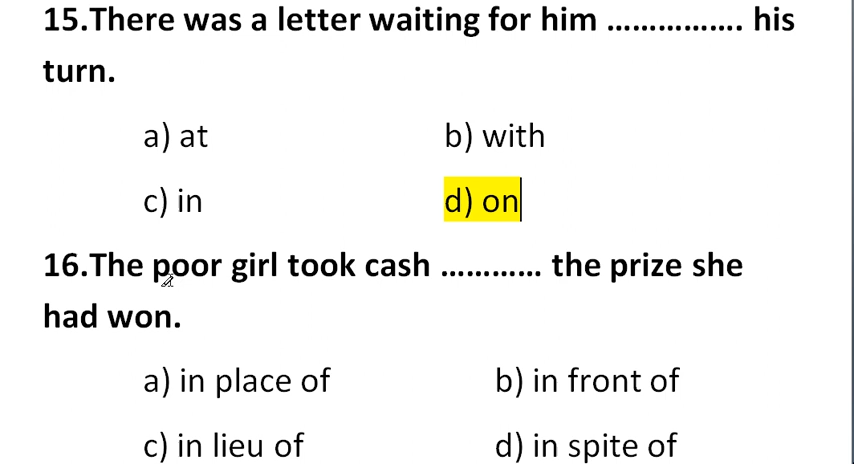 15.There was a letter waiting for him ……………. his
turn.
a) at b) with
c) in d) on
16.The poor girl took cash ………… the prize she
had won.
a) in place of b) in front of
c) in lieu of d) in spite of